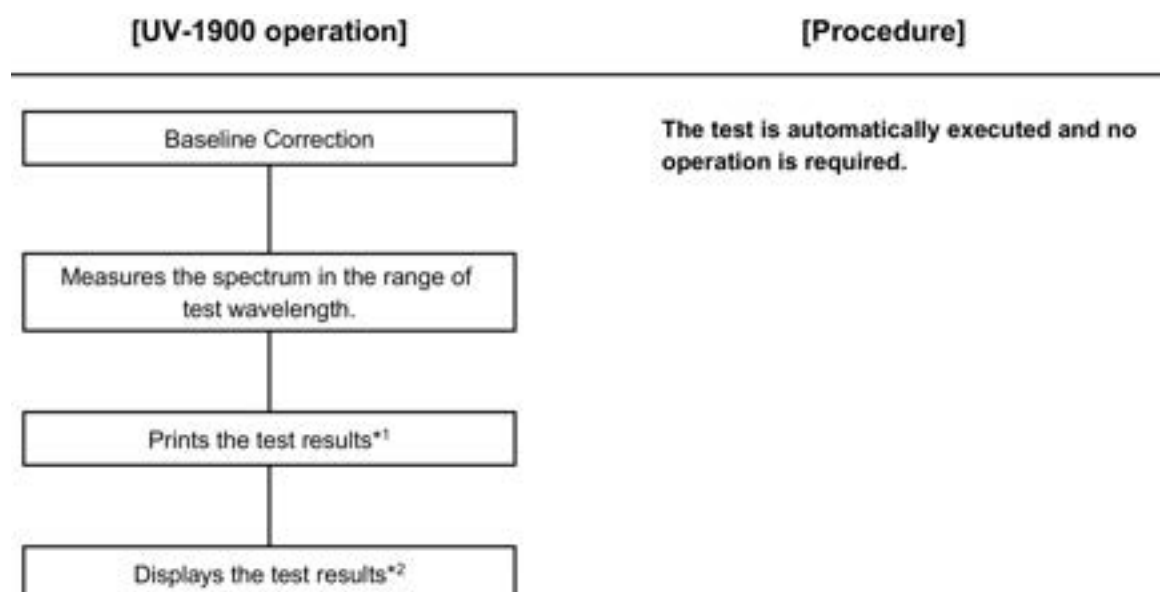 [UV-1900 operation]
[Procedure]
Baseline Correction
The test is automatically executed and no
operation is required.
Measures the spectrum in the range of
test wavelength.
Prints the test results*1
Displays the test results*2